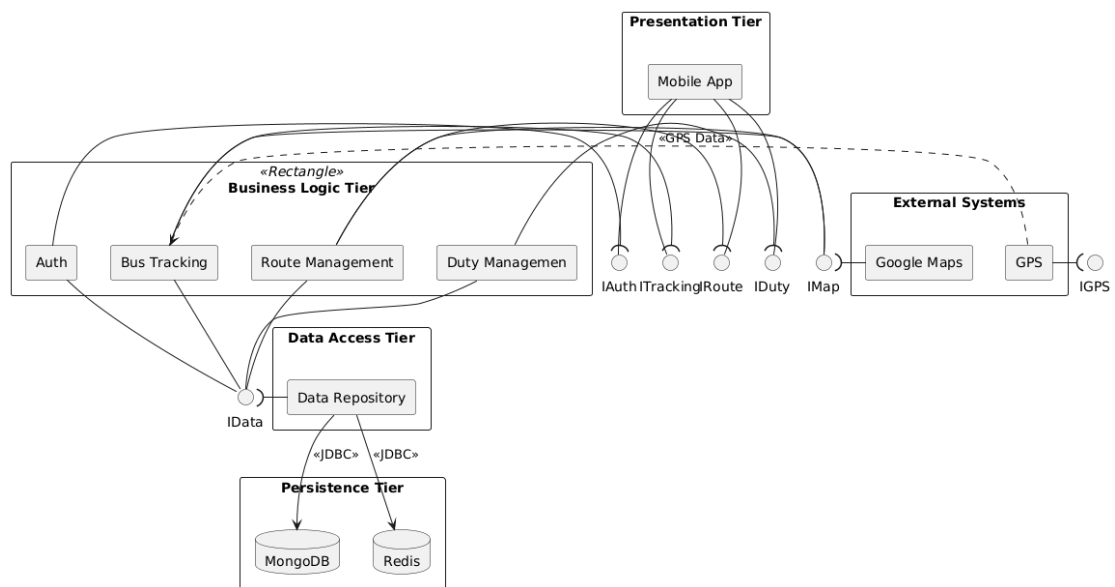 Presentation Tier
Mobile App
«GPS Data»
«Rectangle»
Business Logic Tier
External Systems
Auth
Bus Tracking
Route Management
Duty Managemen
Google Maps
GPS
IAuth
ITracking
IRoute
IDuty
IMap
IGPS
Data Access Tier
Data Repository
IData
«JDBC»
«JDBC»
Persistence Tier
MongoDB
Redis